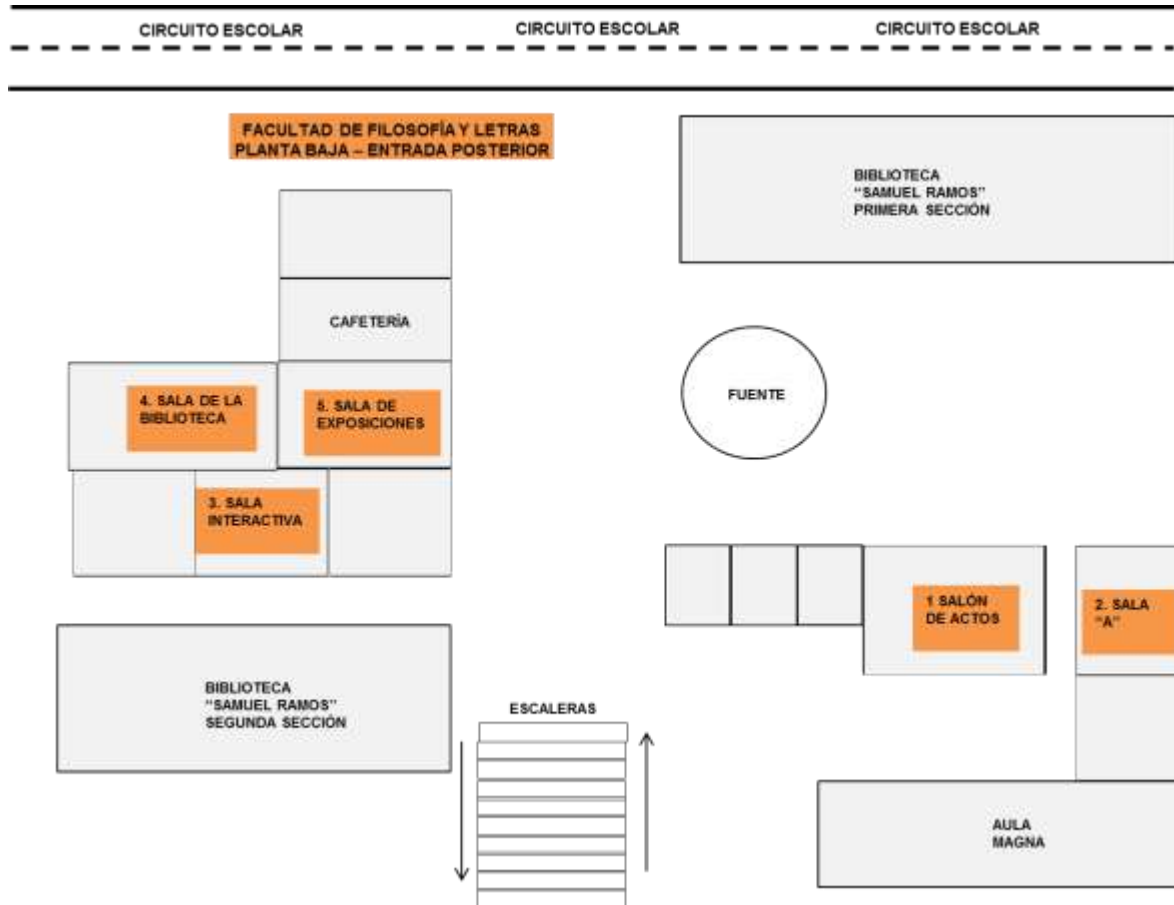 CIRCUITO ESCOLAR
CIRCUITO ESCOLAR
CIRCUITO ESCOLAR
FACULTAD DE FILOSOFÍA Y LETRAS
PLANTA BAJA – ENTRADA POSTERIOR
BIBLIOTECA
"SAMUEL RAMOS"
PRIMERA SECCIÓN
CAFETERÍA
4. SALA DE LA
BIBLIOTECA
5. SALA DE
EXPOSICIONES
FUENTE
3. SALA
INTERACTIVA
1 SALÓN
DE ACTOS
2. SALA
"A"
BIBLIOTECA
"SAMUEL RAMOS"
SEGUNDA SECCIÓN
ESCALERAS
AULA
MAGNA